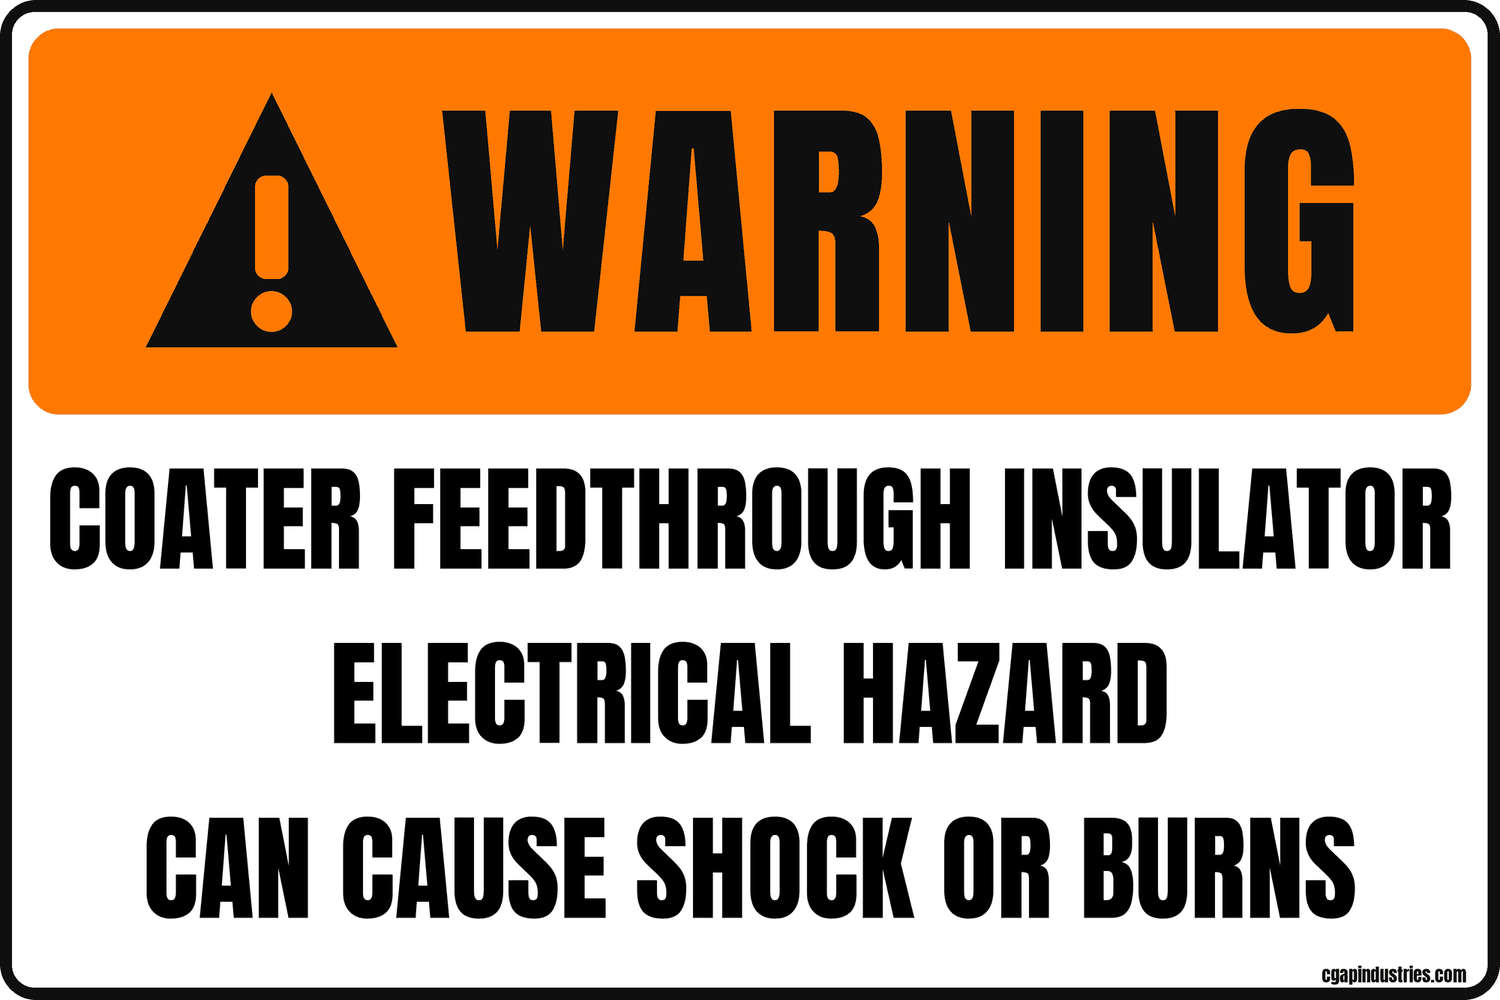 WARNING
COATER FEEDTHROUGH INSULATOR
ELECTRICAL HAZARD
CAN CAUSE SHOCK OR BURNS
cgapindustries.com